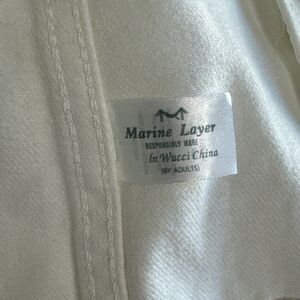 Marine Layer
RESPONSIBLY MADE
In Wucci China
(BY ADULTS)